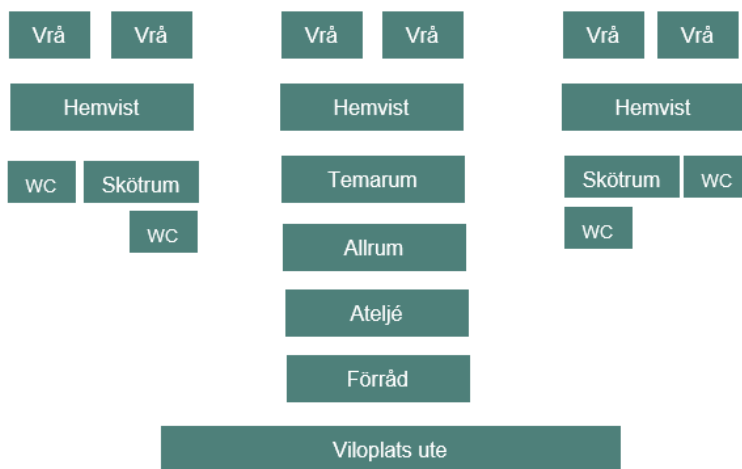 Vrå Vrå Vrå Vrå Vrå Vrå
Hemvist Hemvist Hemvist
WC Skötrum Temarum Skötrum WC
WC Allrum WC
Ateljé
Förråd
Viloplats ute